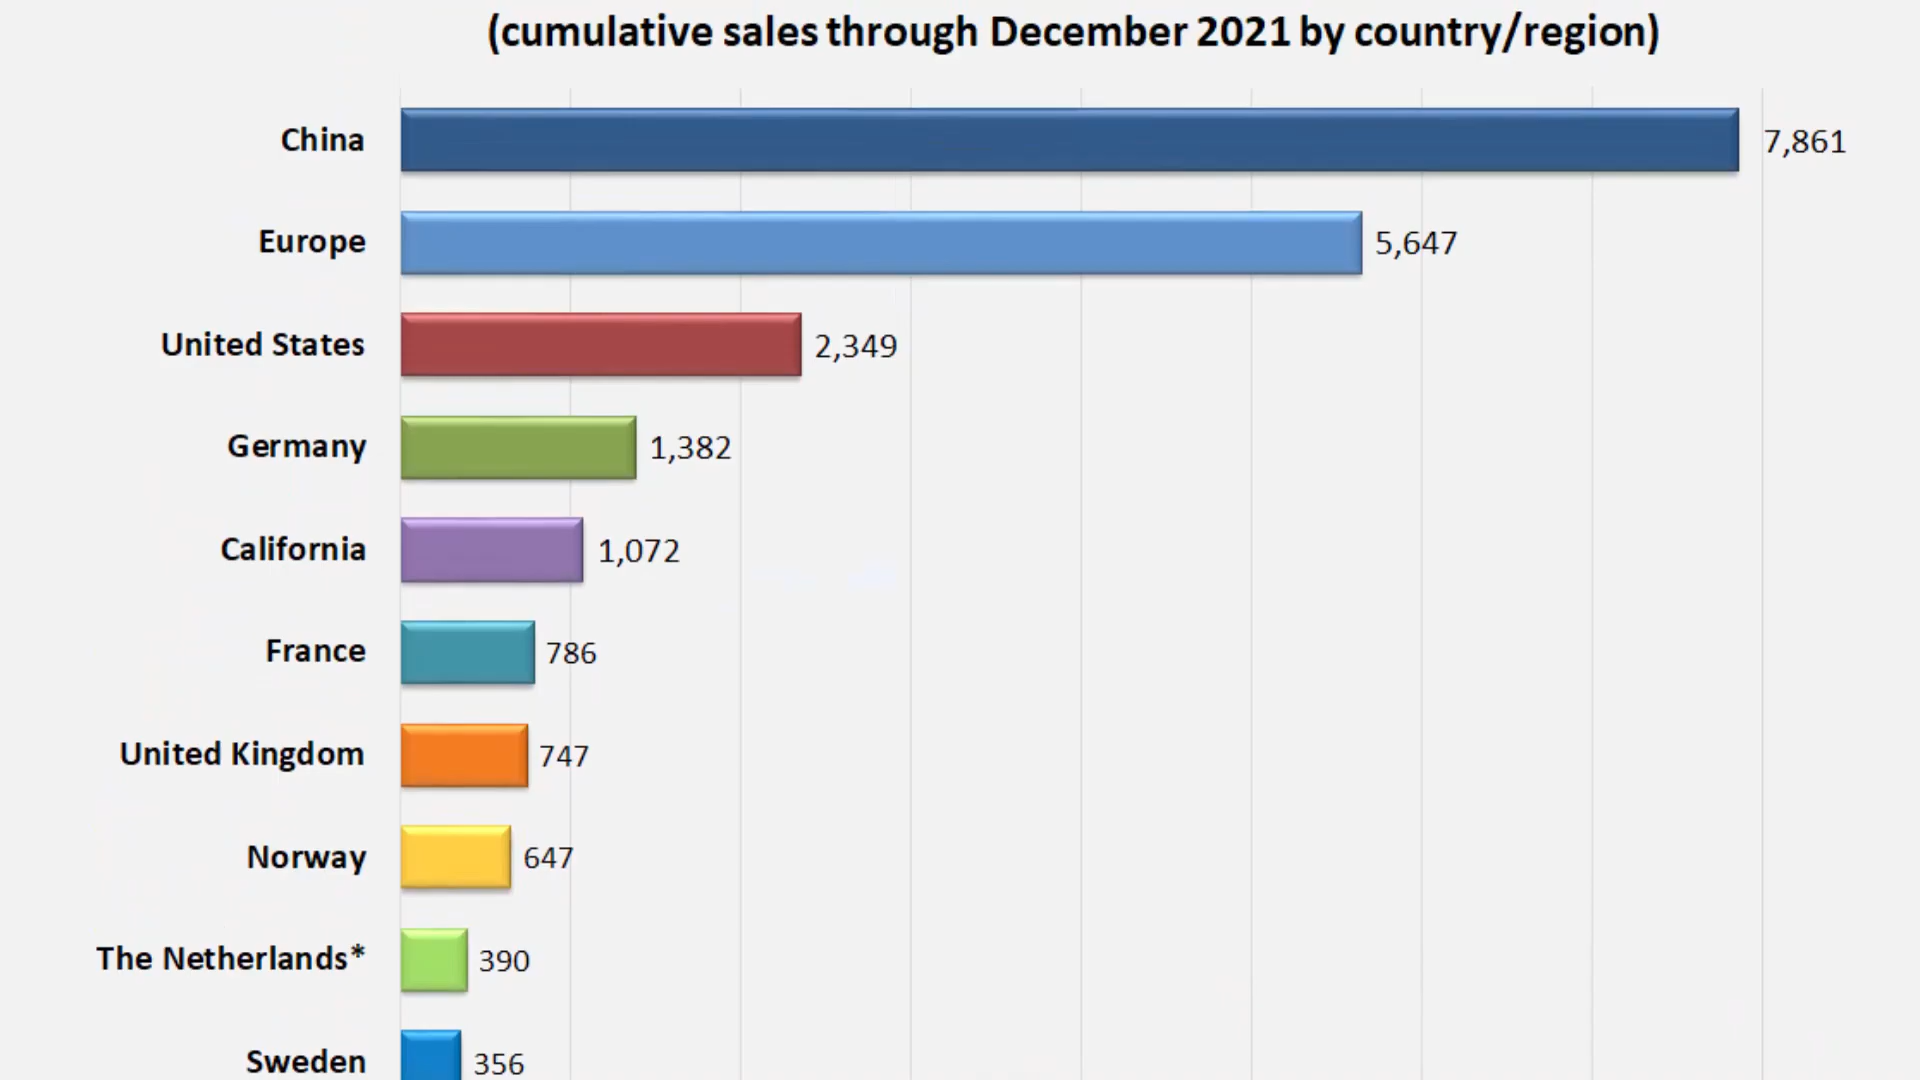 (cumulative sales through December 2021 by country/region)
China 7,861
Europe 5,647
United States 2,349
Germany 1,382
California 1,072
France 786
United Kingdom 747
Norway 647
The Netherlands* 390
Sweden 356